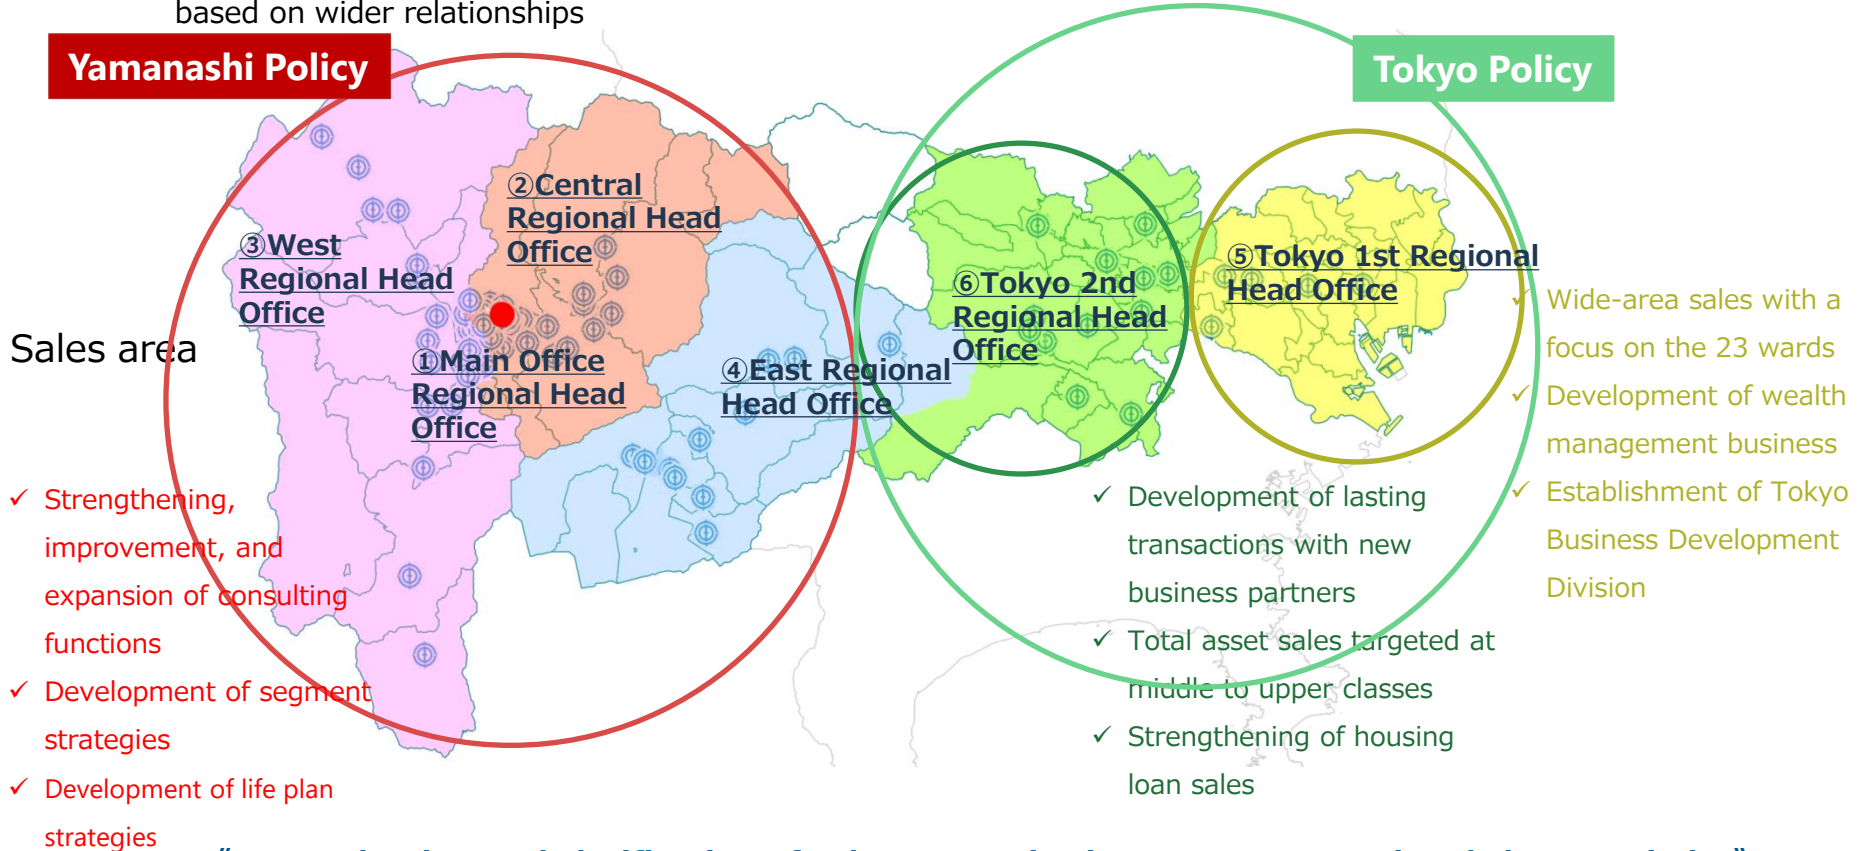 based on wider relationships
Yamanashi Policy
Tokyo Policy
②Central
Regional Head
Office
③West
Regional Head
Office
①Main Office
Regional Head
Office
④East Regional
Head Office
⑥Tokyo 2nd
Regional Head
Office
⑤Tokyo 1st Regional
Head Office
Sales area
✓ Strengthening,
improvement, and
expansion of consulting
functions
✓ Development of segment
strategies
✓ Development of life plan
strategies
✓ Development of lasting
transactions with new
business partners
✓ Total asset sales targeted at
middle to upper classes
✓ Strengthening of housing
loan sales
✓ Wide-area sales with a
focus on the 23 wards
✓ Development of wealth
management business
✓ Establishment of Tokyo
Business Development
Division